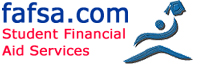 fafsa.com
Student Financial
Aid Services